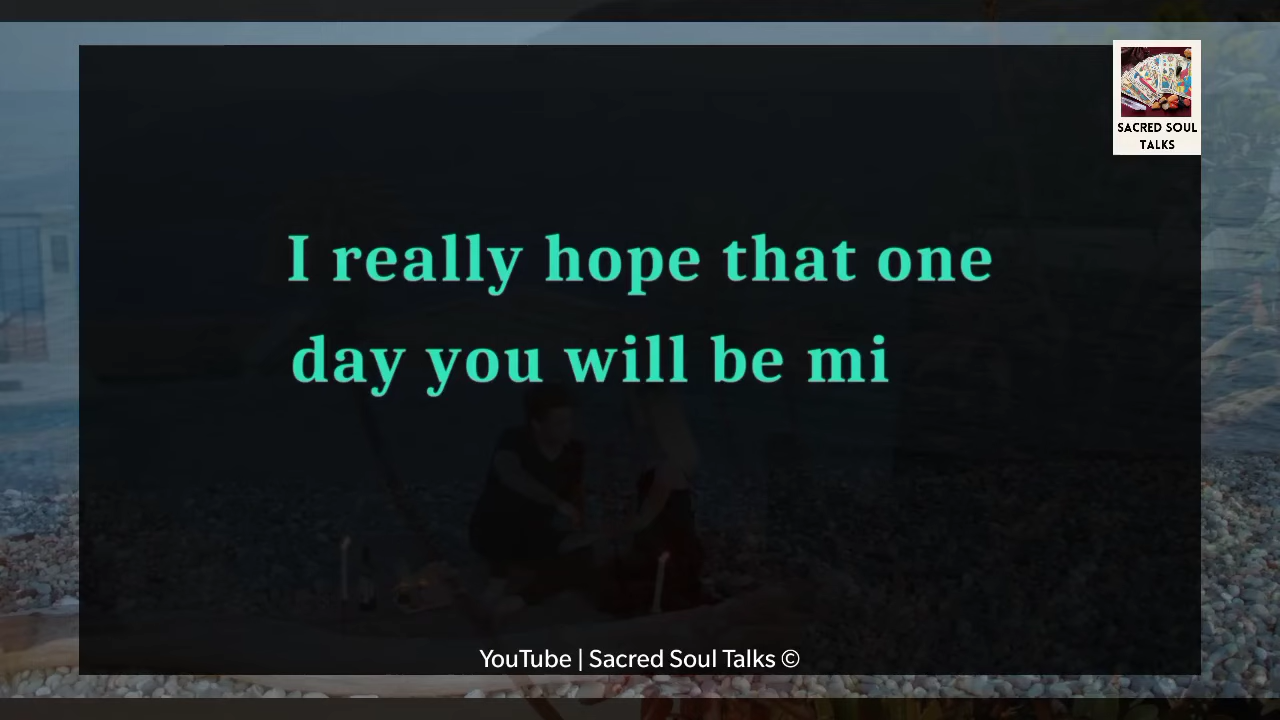 SACRED SOUL
TALKS
I really hope that one
day you will be mi
YouTube | Sacred Soul Talks ©